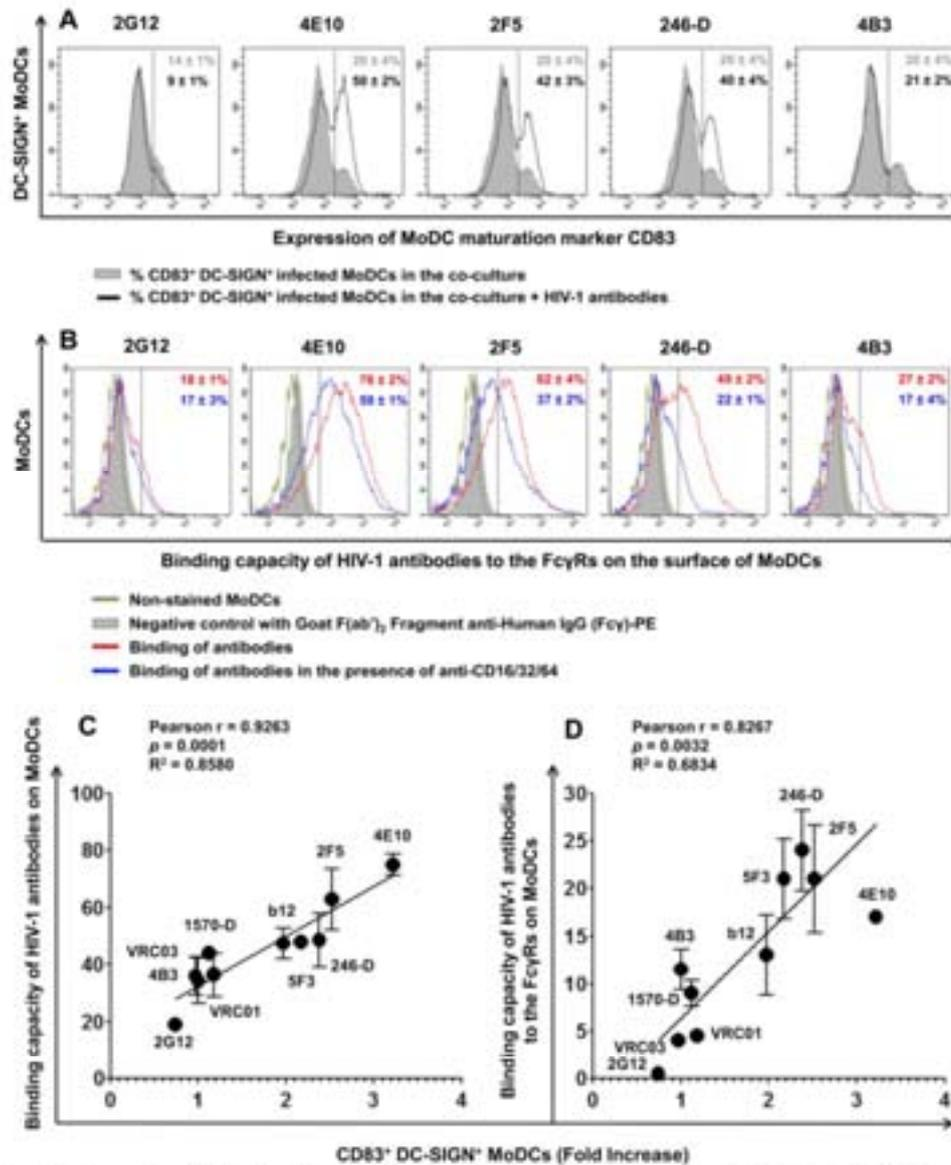 A
2G12 4E10 2F5 246-D 4B3
14 ± 1% 20 ± 4% 20 ± 4% 20 ± 4% 20 ± 4%
9 ± 1% 50 ± 2% 42 ± 3% 40 ± 4% 21 ± 2%
DC-SIGN⁺ MoDCs
Expression of MoDC maturation marker CD83
% CD83⁺ DC-SIGN⁺ infected MoDCs in the co-culture
% CD83⁺ DC-SIGN⁺ infected MoDCs in the co-culture + HIV-1 antibodies
B
2G12 4E10 2F5 246-D 4B3
18 ± 1% 76 ± 2% 62 ± 4% 49 ± 2% 27 ± 2%
17 ± 3% 58 ± 1% 37 ± 2% 22 ± 1% 17 ± 4%
MoDCs
Binding capacity of HIV-1 antibodies to the FcγRs on the surface of MoDCs
Non-stained MoDCs
Negative control with Goat F(ab')₂ Fragment anti-Human IgG (Fcγ)-PE
Binding of antibodies
Binding of antibodies in the presence of anti-CD16/32/64
C
Pearson r = 0.9263
p = 0.0001
R² = 0.8580
Binding capacity of HIV-1 antibodies on MoDCs
100
80
60
40
20
0
0 1 2 3 4
4E10
2F5
b12
1570-D
VRC03
4B3
246-D
5F3
VRC01
2G12
D
Pearson r = 0.8267
p = 0.0032
R² = 0.6834
Binding capacity of HIV-1 antibodies
to the FcγRs on MoDCs
30
25
20
15
10
5
0
0 1 2 3 4
246-D
2F5
5F3
4E10
b12
4B3
1570-D
VRC03
VRC01
2G12
CD83⁺ DC-SIGN⁺ MoDCs (Fold Increase)